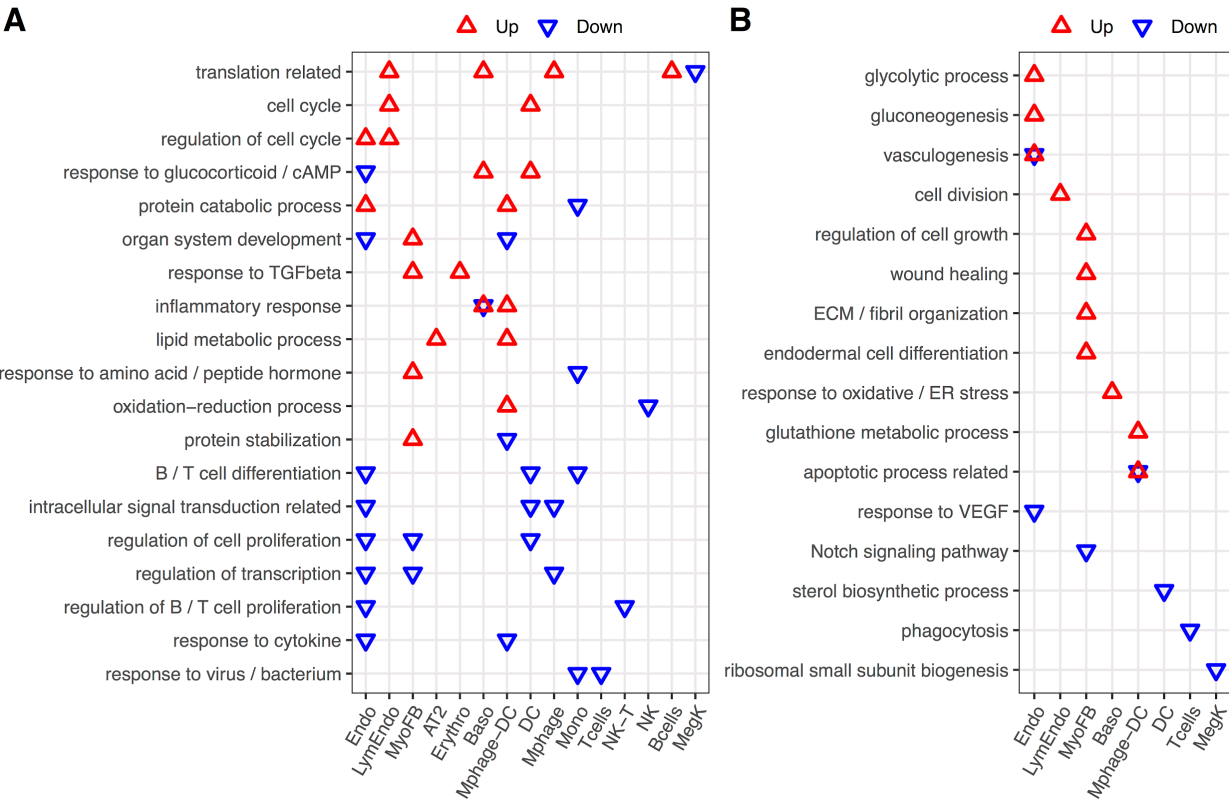 A
Up Down
translation related
cell cycle
regulation of cell cycle
response to glucocorticoid / cAMP
protein catabolic process
organ system development
response to TGFbeta
inflammatory response
lipid metabolic process
response to amino acid / peptide hormone
oxidation−reduction process
protein stabilization
B / T cell differentiation
intracellular signal transduction related
regulation of cell proliferation
regulation of transcription
regulation of B / T cell proliferation
response to cytokine
response to virus / bacterium
Endo
LymEndo
MyoFB
AT2
Erythro
Baso
Mphage−DC
DC
Mphage
Mono
Tcells
NK−T
NK
Bcells
MegK
B
Up Down
glycolytic process
gluconeogenesis
vasculogenesis
cell division
regulation of cell growth
wound healing
ECM / fibril organization
endodermal cell differentiation
response to oxidative / ER stress
glutathione metabolic process
apoptotic process related
response to VEGF
Notch signaling pathway
sterol biosynthetic process
phagocytosis
ribosomal small subunit biogenesis
Endo
LymEndo
MyoFB
Baso
Mphage−DC
DC
Tcells
MegK